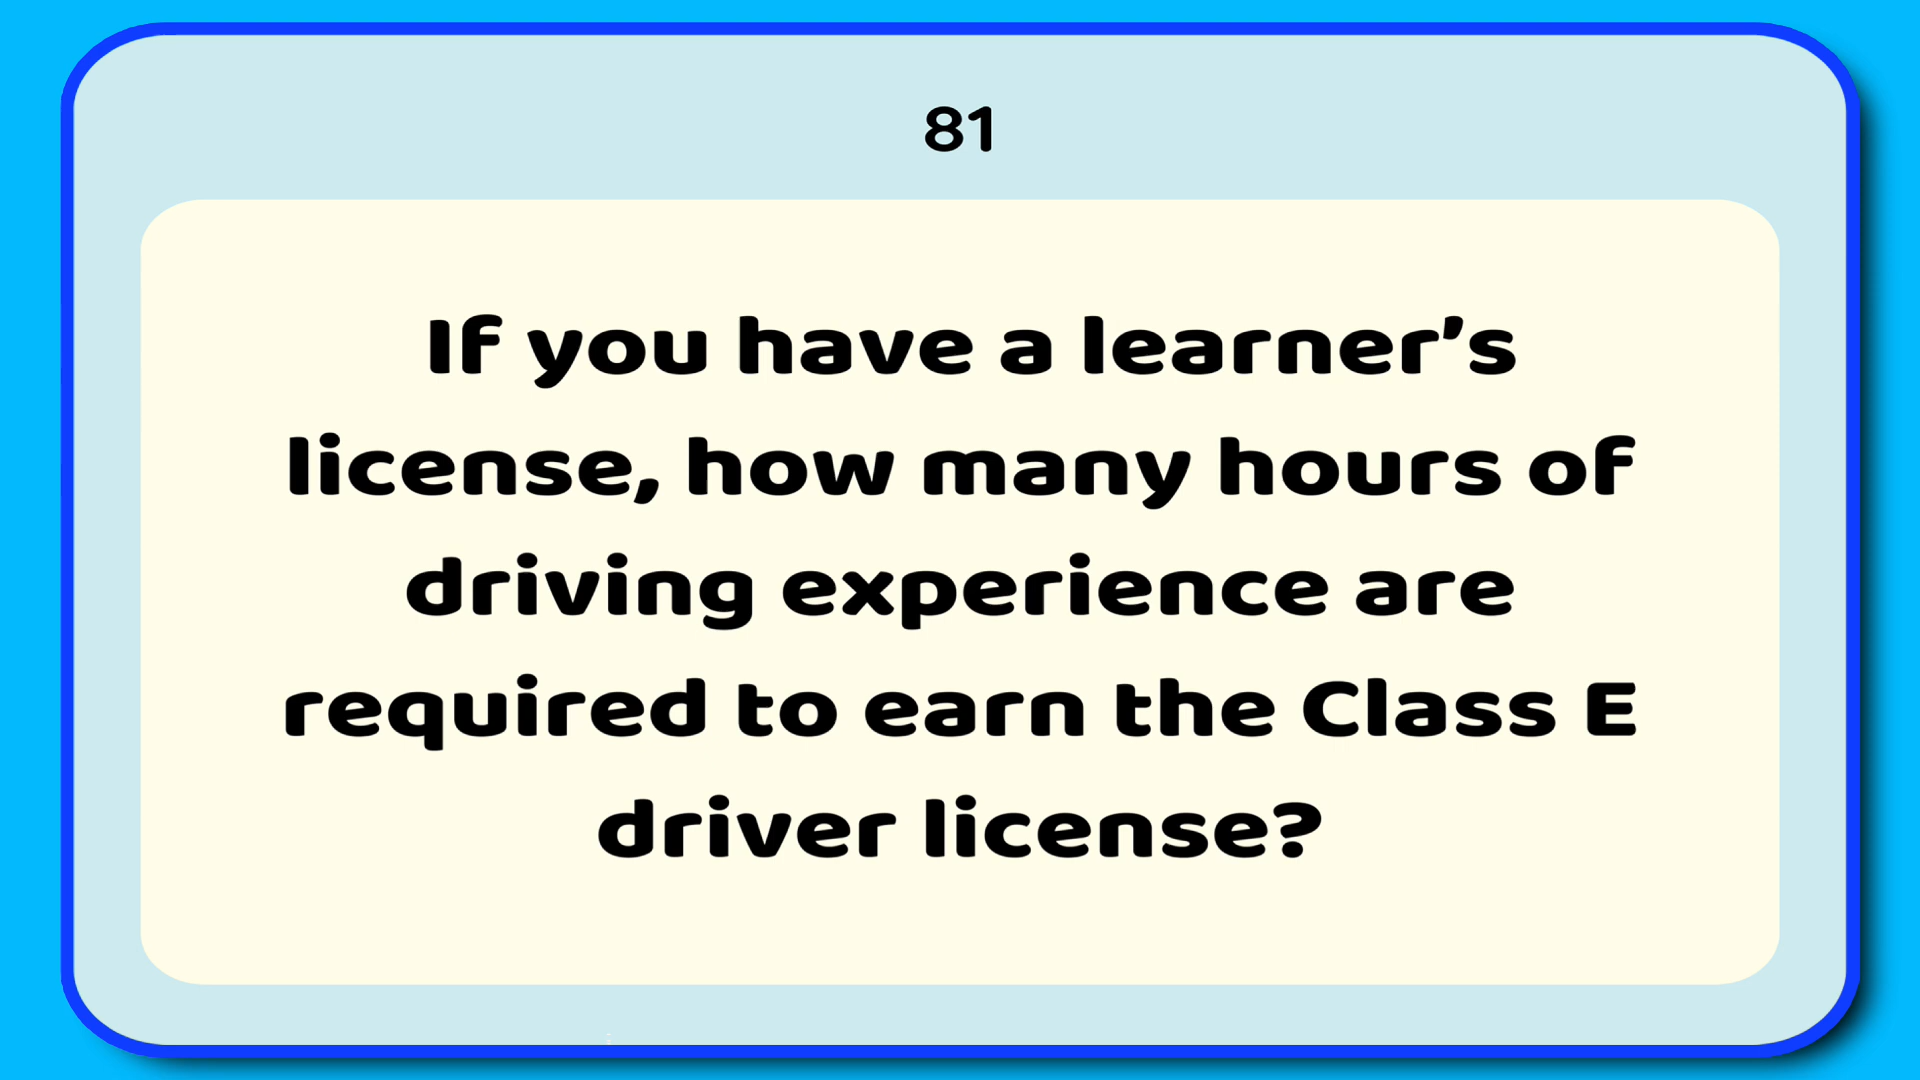 81
If you have a learner’s
license, how many hours of
driving experience are
required to earn the Class E
driver license?